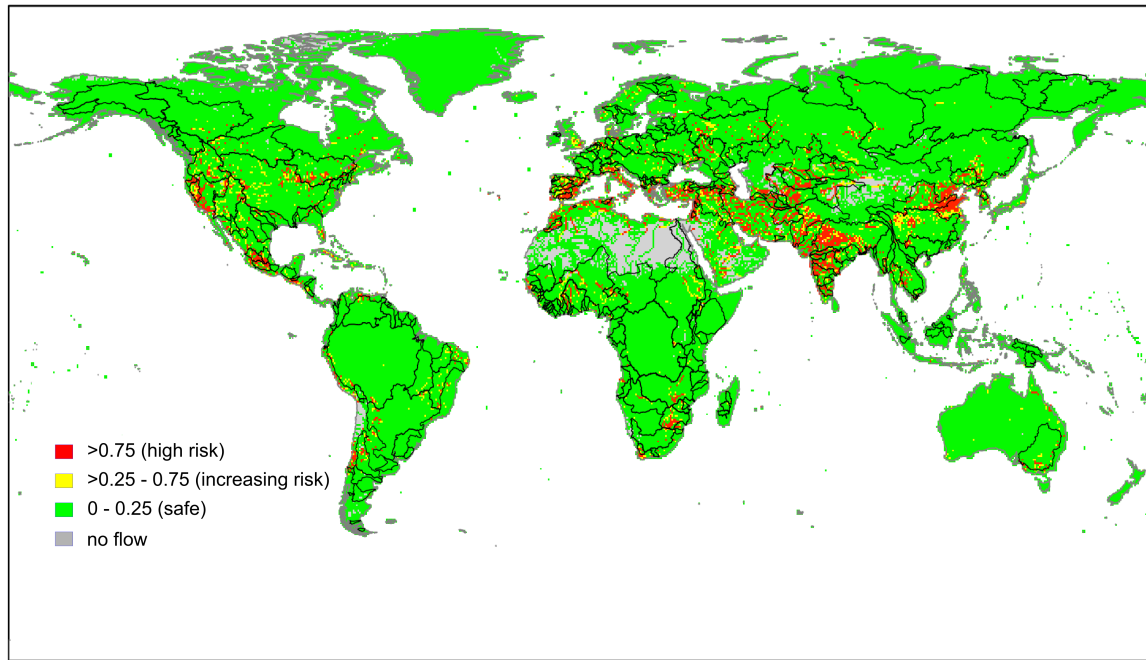 >0.75 (high risk)
>0.25 - 0.75 (increasing risk)
0 - 0.25 (safe)
no flow